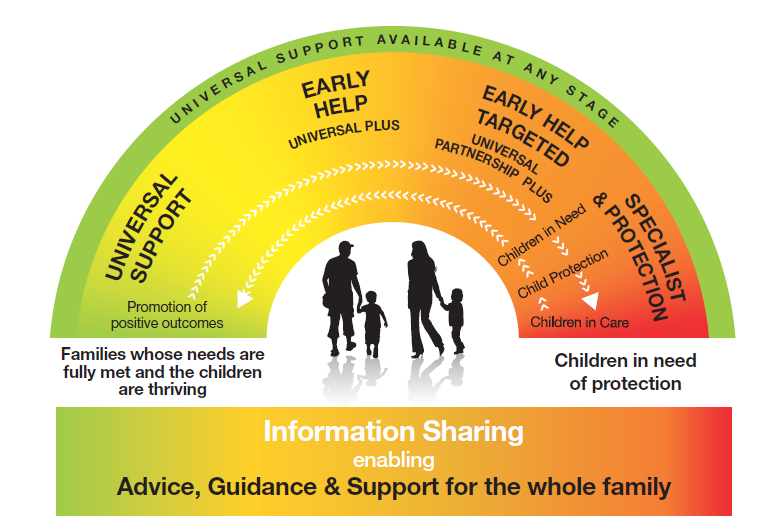 UNIVERSAL SUPPORT AVAILABLE AT ANY STAGE
UNIVERSAL
SUPPORT
EARLY
HELP
UNIVERSAL PLUS
EARLY HELP
TARGETED
UNIVERSAL
PARTNERSHIP PLUS
SPECIALIST
& PROTECTION
Children in Need
Child Protection
Children in Care
Promotion of
positive outcomes
Families whose needs are
fully met and the children
are thriving
Children in need
of protection
Information Sharing
enabling
Advice, Guidance & Support for the whole family